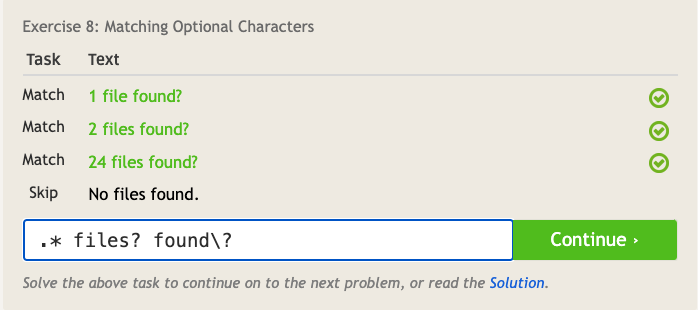 Exercise 8: Matching Optional Characters
Task Text
Match 1 file found?
Match 2 files found?
Match 24 files found?
Skip No files found.
.* files? found\?
Continue ›
Solve the above task to continue on to the next problem, or read the Solution.